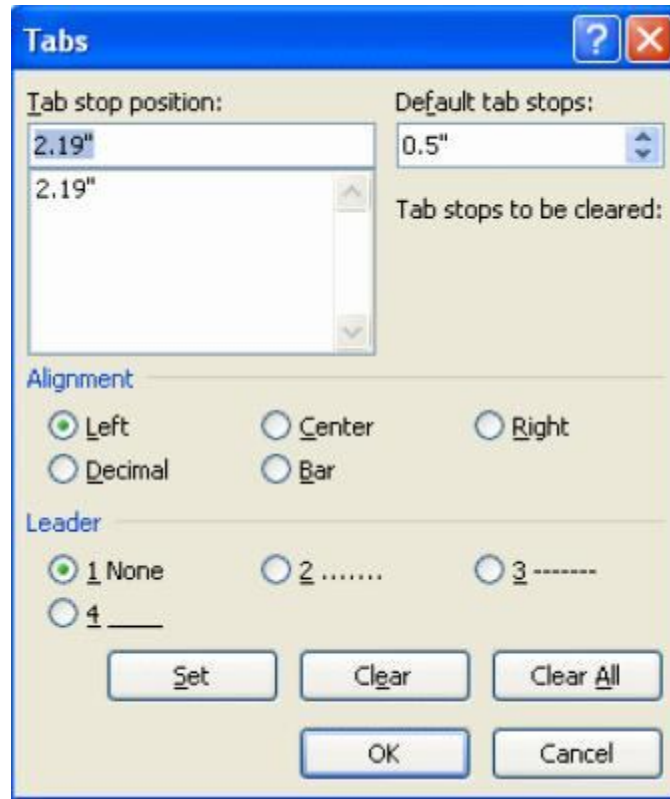 Tabs
Tab stop position: Default tab stops:
2.19" 0.5"
2.19"
Tab stops to be cleared:
Alignment
Left Center Right
Decimal Bar
Leader
1 None 2 ....... 3 -------
4 ____
Set Clear Clear All
OK Cancel